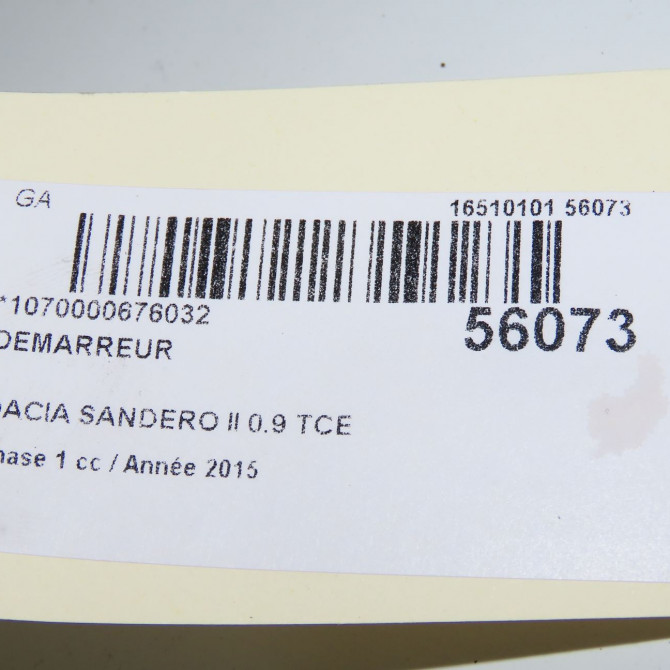 GA 16510101 56073
*1070000676032 56073
DEMARREUR
DACIA SANDERO II 0.9 TCE
hase 1 cc / Année 2015